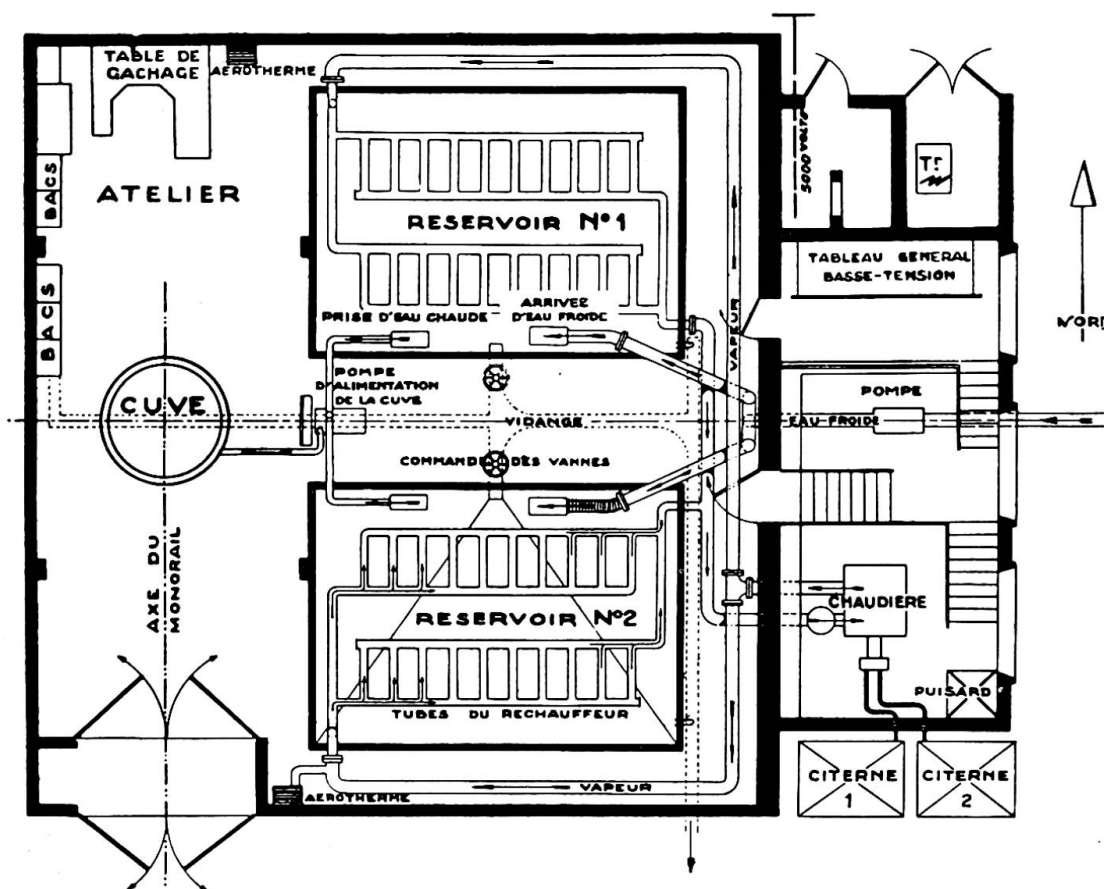 TABLE DE
GACHAGE
AEROTHERME
5000 VOLTS
Tr
BACS
ATELIER
RESERVOIR Nº1
TABLEAU GENERAL
BASSE-TENSION
NORD
BACS
PRISE D'EAU CHAUDE
ARRIVEE
D'EAU FROIDE
VAPEUR
POMPE
D'ALIMENTATION
DE LA CUVE
POMPE
CUVE
VIDANGE
EAU-FROIDE
COMMANDE DES VANNES
AXE DU
MONORAIL
RESERVOIR Nº2
CHAUDIERE
PUISARD
TUBES DU RECHAUFFEUR
AEROTHERME
VAPEUR
CITERNE
1
CITERNE
2